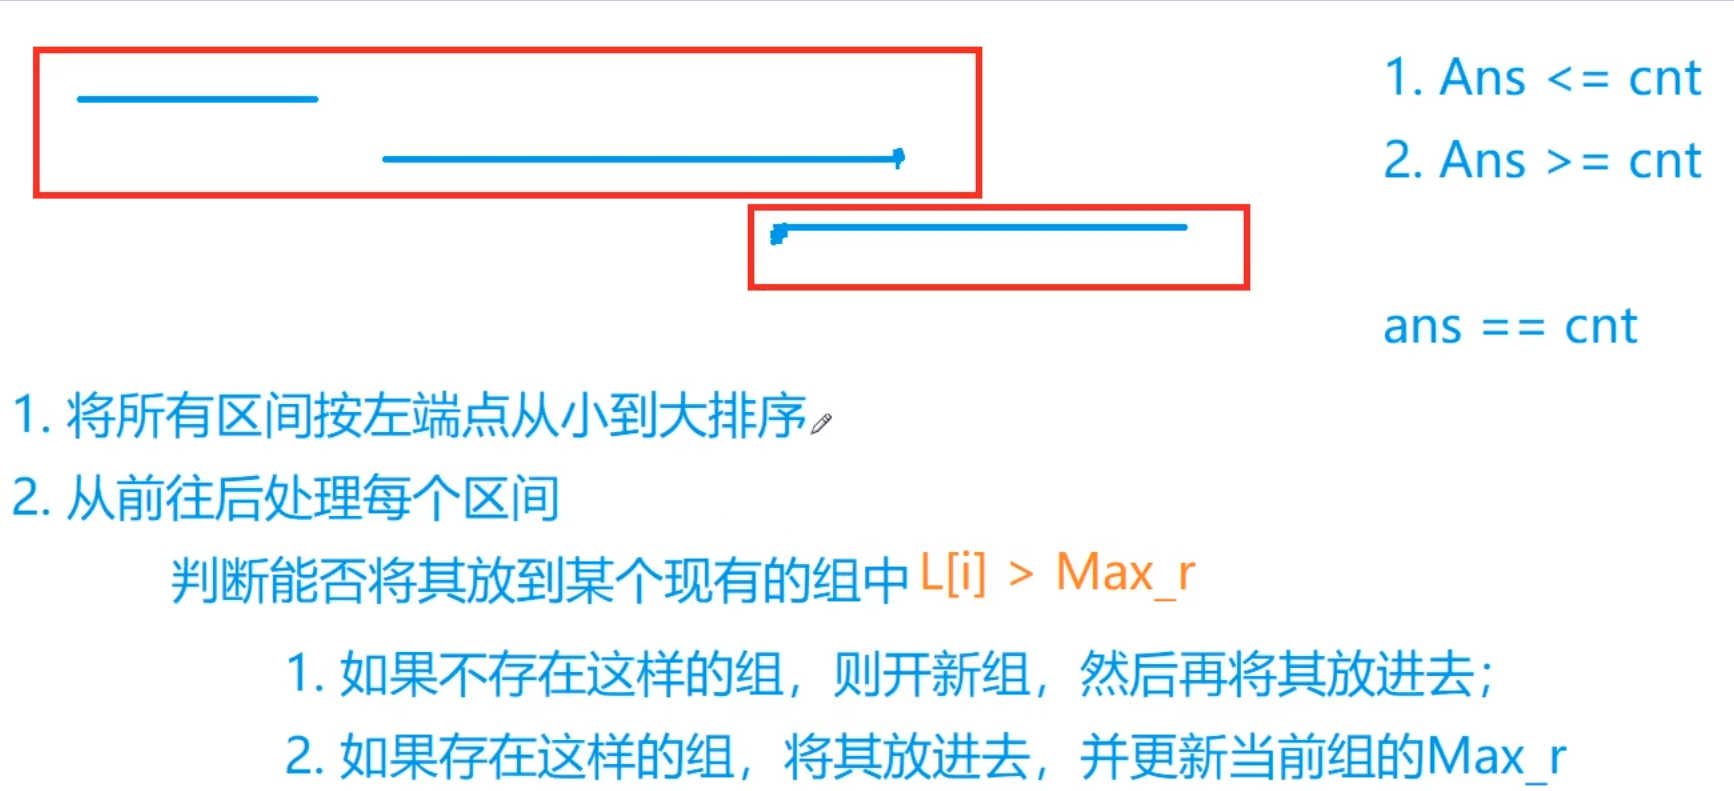 1. Ans <= cnt
2. Ans >= cnt
ans == cnt
1. 将所有区间按左端点从小到大排序
2. 从前往后处理每个区间
判断能否将其放到某个现有的组中 L[i] > Max_r
1. 如果不存在这样的组，则开新组，然后再将其放进去；
2. 如果存在这样的组，将其放进去，并更新当前组的Max_r